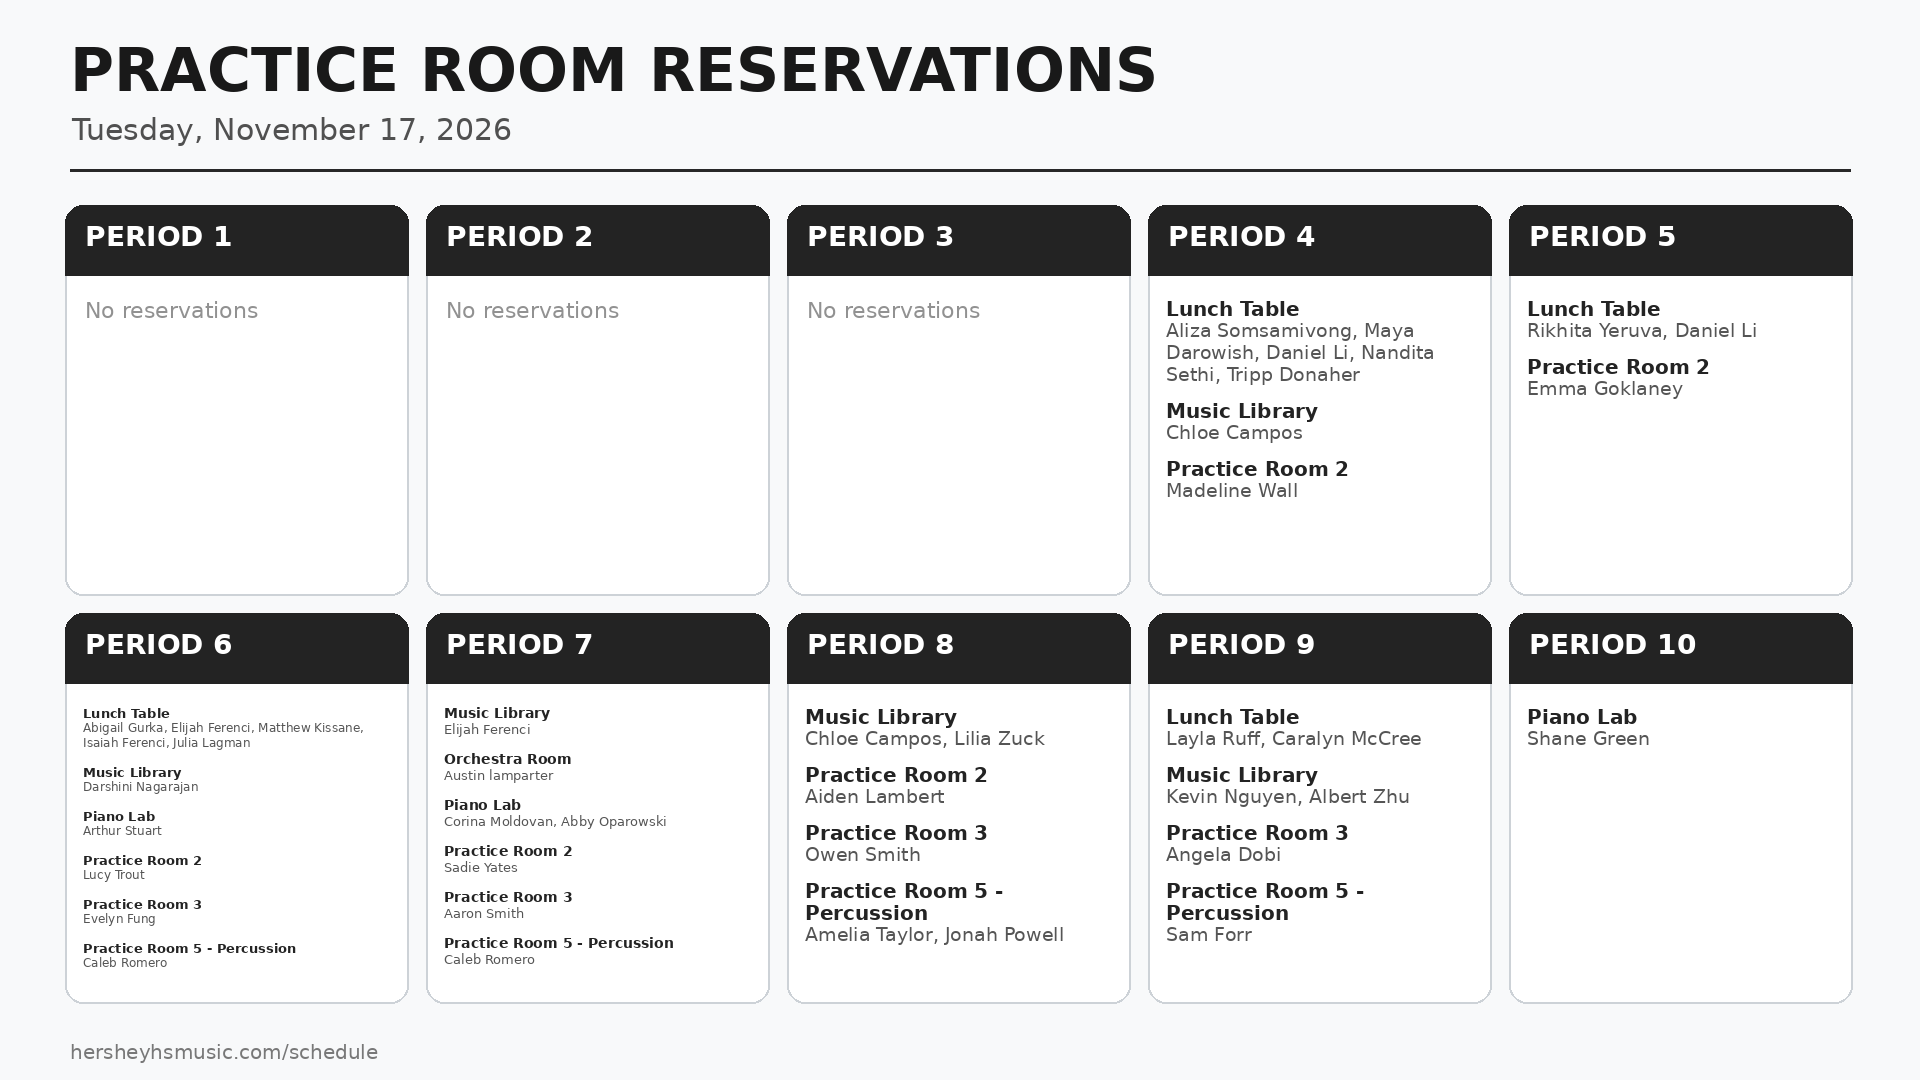 PRACTICE ROOM RESERVATIONS
Tuesday, November 17, 2026
PERIOD 1
No reservations
PERIOD 2
No reservations
PERIOD 3
No reservations
PERIOD 4
Lunch Table
Aliza Somsamivong, Maya
Darowish, Daniel Li, Nandita
Sethi, Tripp Donaher
Music Library
Chloe Campos
Practice Room 2
Madeline Wall
PERIOD 5
Lunch Table
Rikhita Yeruva, Daniel Li
Practice Room 2
Emma Goklaney
PERIOD 6
Lunch Table
Abigail Gurka, Elijah Ferenci, Matthew Kissane,
Isaiah Ferenci, Julia Lagman
Music Library
Darshini Nagarajan
Piano Lab
Arthur Stuart
Practice Room 2
Lucy Trout
Practice Room 3
Evelyn Fung
Practice Room 5 - Percussion
Caleb Romero
PERIOD 7
Music Library
Elijah Ferenci
Orchestra Room
Austin lamparter
Piano Lab
Corina Moldovan, Abby Oparowski
Practice Room 2
Sadie Yates
Practice Room 3
Aaron Smith
Practice Room 5 - Percussion
Caleb Romero
PERIOD 8
Music Library
Chloe Campos, Lilia Zuck
Practice Room 2
Aiden Lambert
Practice Room 3
Owen Smith
Practice Room 5 -
Percussion
Amelia Taylor, Jonah Powell
PERIOD 9
Lunch Table
Layla Ruff, Caralyn McCree
Music Library
Kevin Nguyen, Albert Zhu
Practice Room 3
Angela Dobi
Practice Room 5 -
Percussion
Sam Forr
PERIOD 10
Piano Lab
Shane Green
hersheyhsmusic.com/schedule